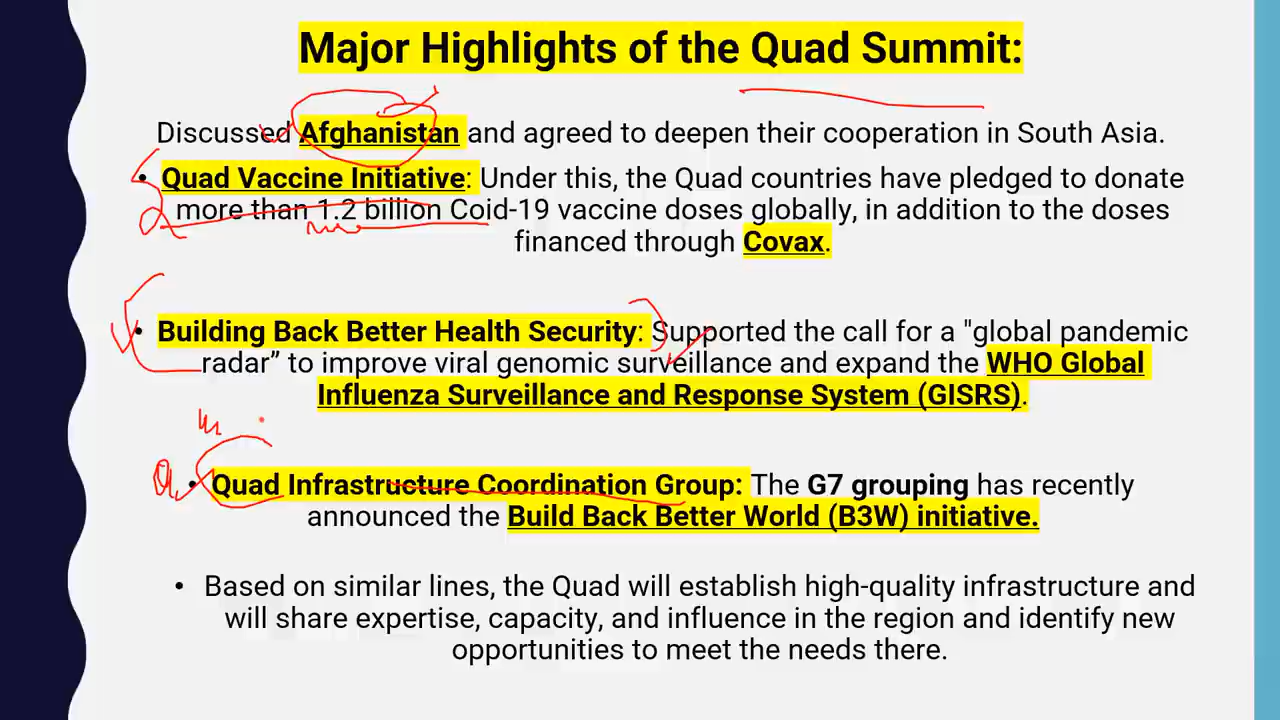 Major Highlights of the Quad Summit:
Discussed Afghanistan and agreed to deepen their cooperation in South Asia.
• Quad Vaccine Initiative: Under this, the Quad countries have pledged to donate
more than 1.2 billion Coid-19 vaccine doses globally, in addition to the doses
financed through Covax.
• Building Back Better Health Security: Supported the call for a "global pandemic
radar” to improve viral genomic surveillance and expand the WHO Global
Influenza Surveillance and Response System (GISRS).
• Quad Infrastructure Coordination Group: The G7 grouping has recently
announced the Build Back Better World (B3W) initiative.
• Based on similar lines, the Quad will establish high-quality infrastructure and
will share expertise, capacity, and influence in the region and identify new
opportunities to meet the needs there.